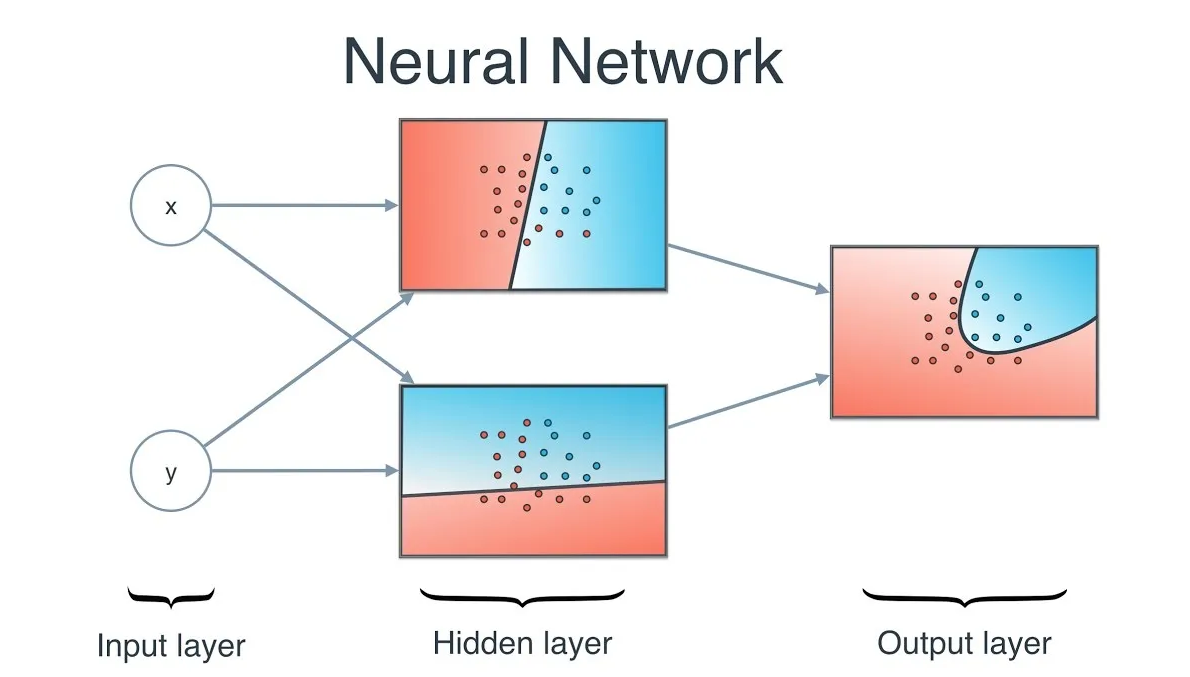 Neural Network
x
y
Input layer
Hidden layer
Output layer